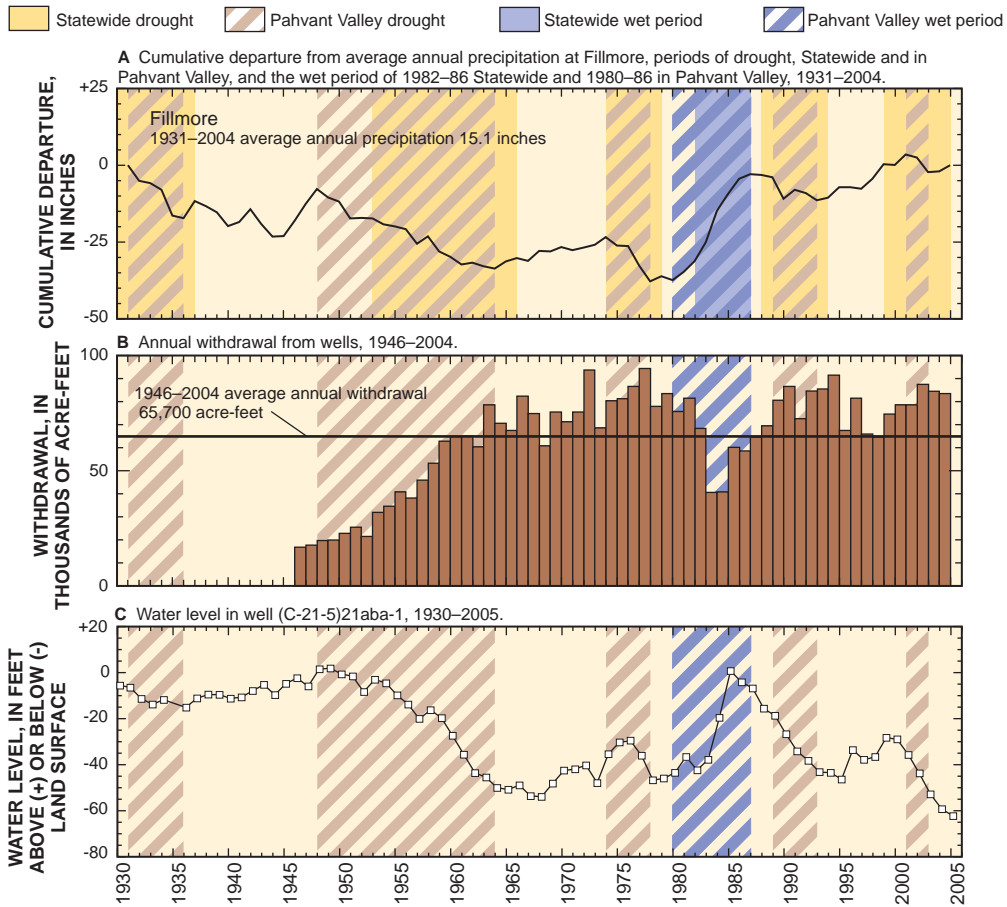 Statewide drought
Pahvant Valley drought
Statewide wet period
Pahvant Valley wet period
A Cumulative departure from average annual precipitation at Fillmore, periods of drought, Statewide and in
Pahvant Valley, and the wet period of 1982–86 Statewide and 1980–86 in Pahvant Valley, 1931–2004.
CUMULATIVE DEPARTURE,
IN INCHES
+25
0
-25
-50
Fillmore
1931–2004 average annual precipitation 15.1 inches
B Annual withdrawal from wells, 1946–2004.
WITHDRAWAL, IN
THOUSANDS OF ACRE-FEET
100
50
0
1946–2004 average annual withdrawal
65,700 acre-feet
C Water level in well (C-21-5)21aba-1, 1930–2005.
WATER LEVEL, IN FEET
ABOVE (+) OR BELOW (-)
LAND SURFACE
+20
0
-20
-40
-60
-80
1930
1935
1940
1945
1950
1955
1960
1965
1970
1975
1980
1985
1990
1995
2000
2005